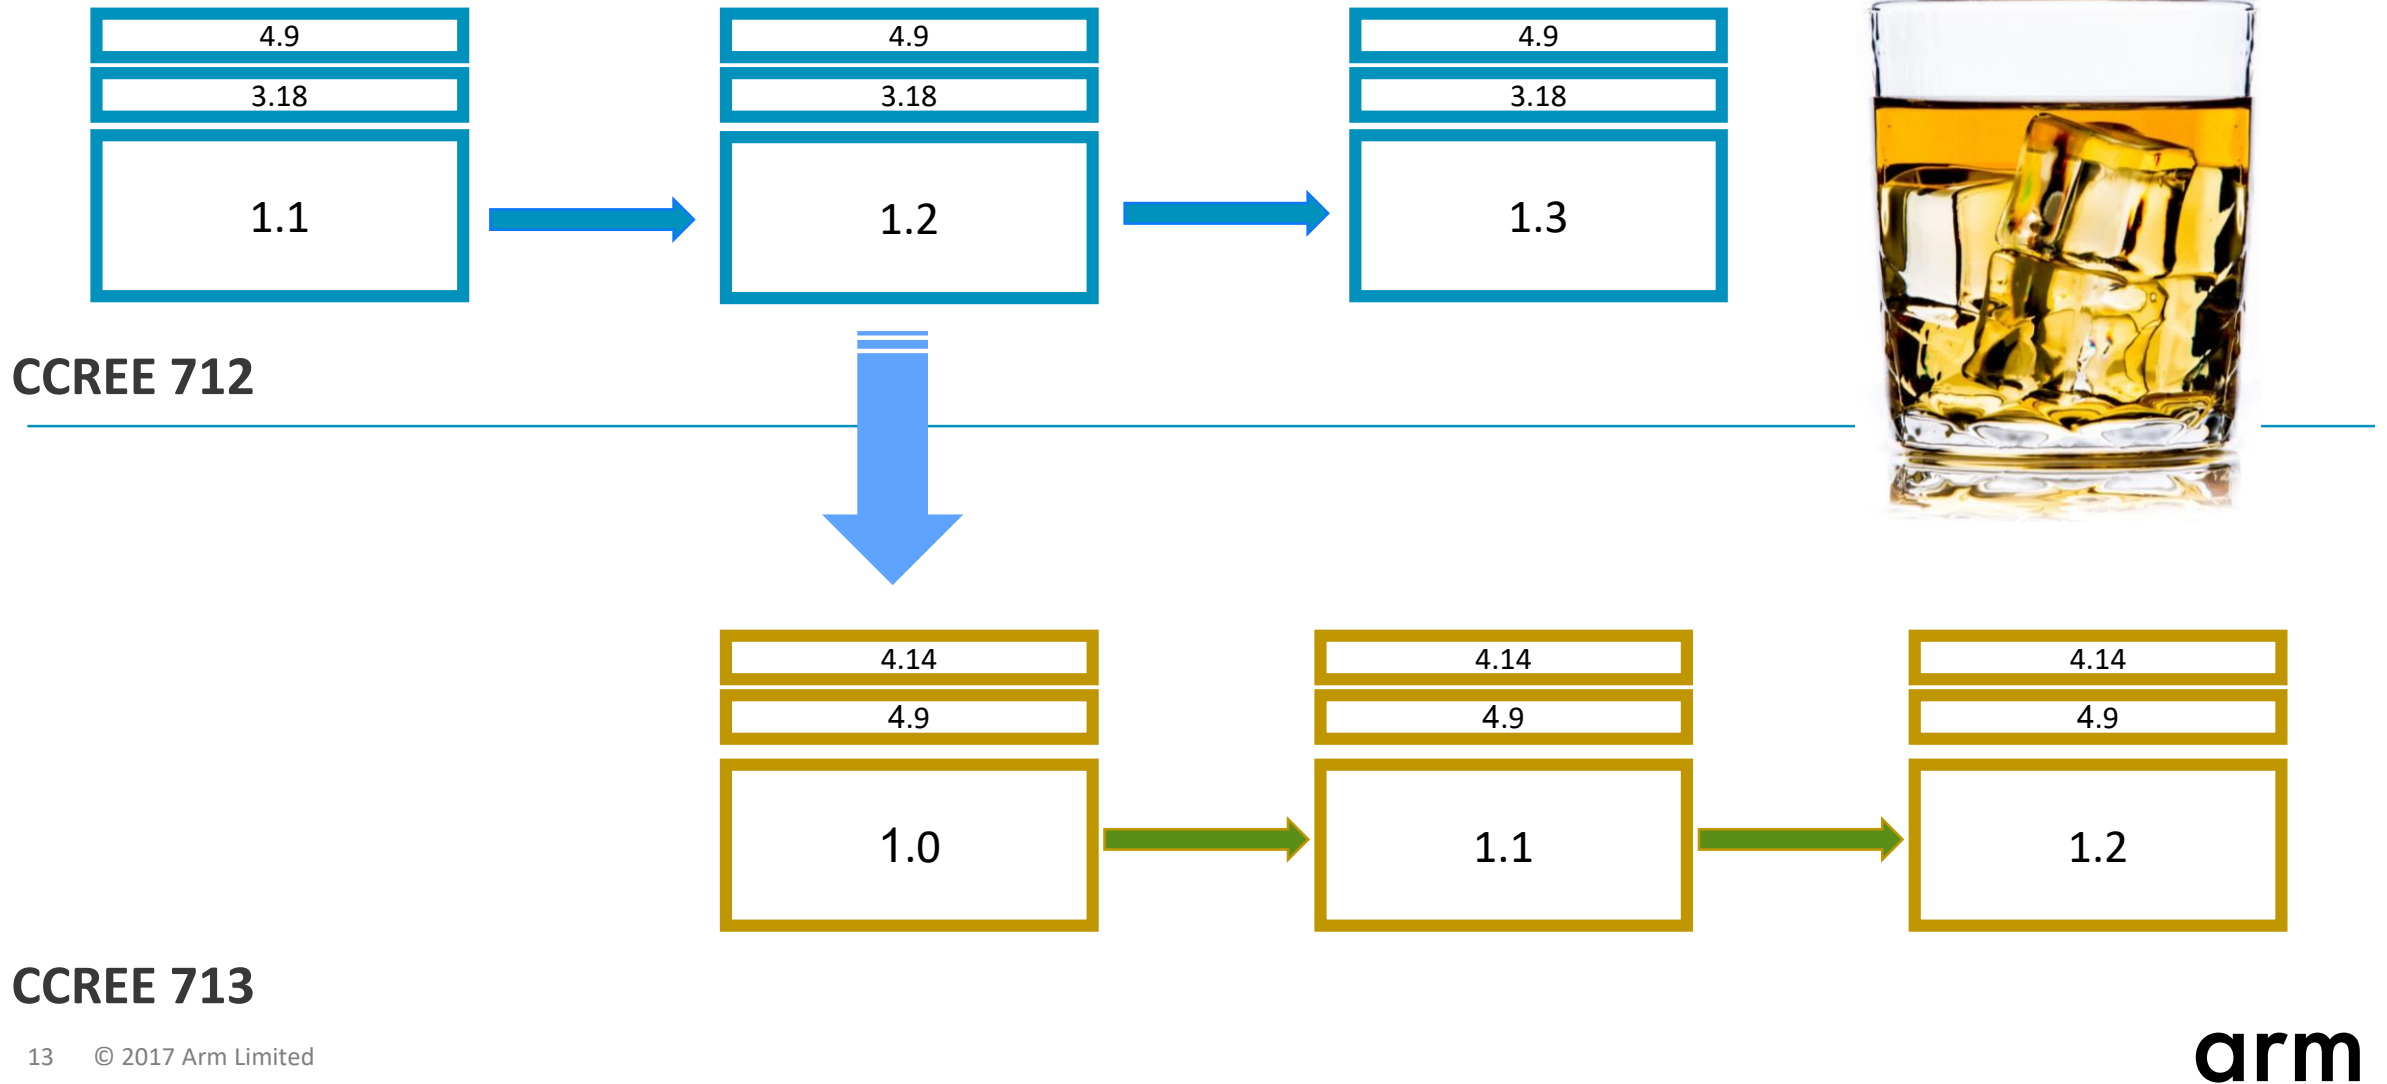 4.9 4.9 4.9
3.18 3.18 3.18
1.1 1.2 1.3
CCREE 712
4.14 4.14 4.14
4.9 4.9 4.9
1.0 1.1 1.2
CCREE 713
13 © 2017 Arm Limited
arm